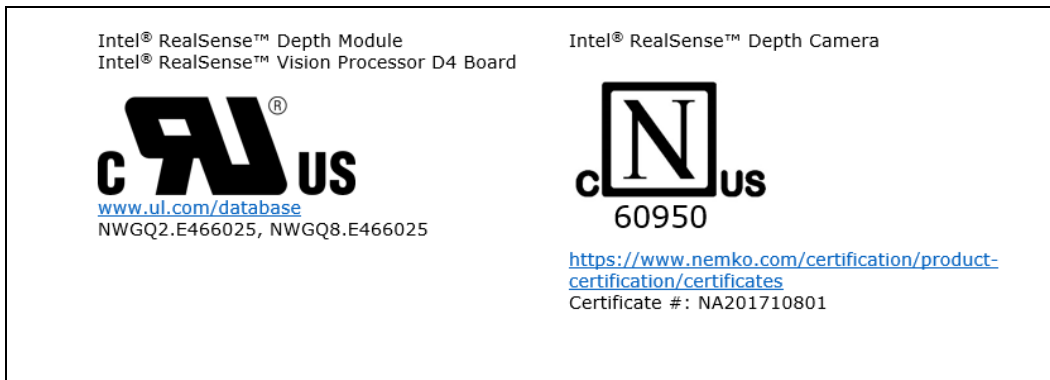 Intel® RealSense™ Depth Module
Intel® RealSense™ Vision Processor D4 Board
c RU ® US
www.ul.com/database
NWGQ2.E466025, NWGQ8.E466025
Intel® RealSense™ Depth Camera
c N US
60950
https://www.nemko.com/certification/product-
certification/certificates
Certificate #: NA201710801